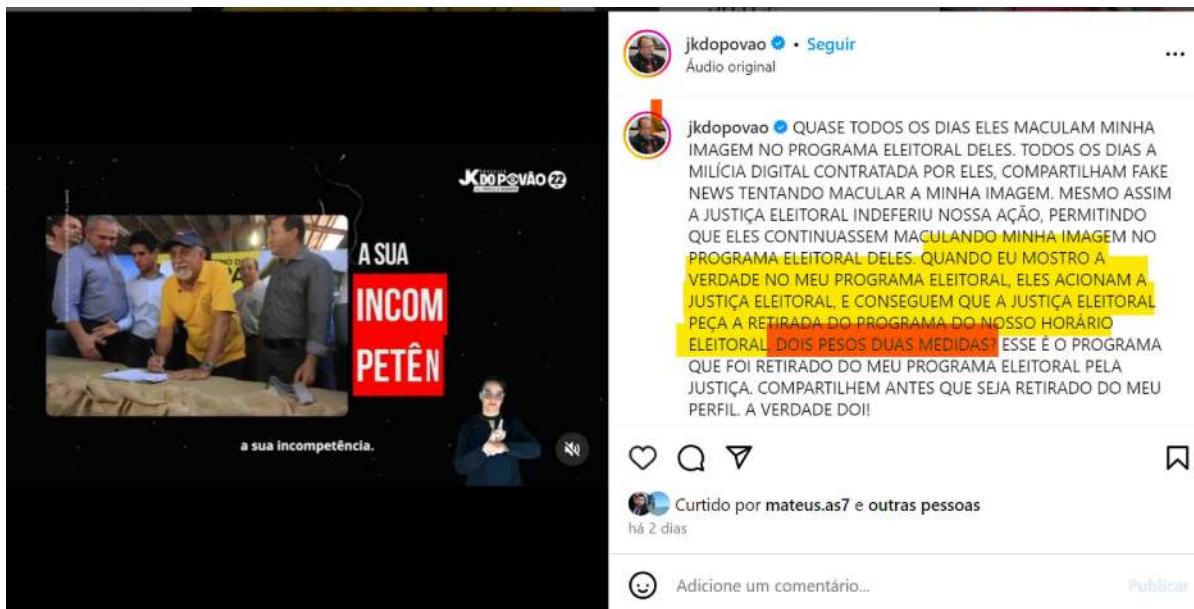 JK DO POVÃO 22
A SUA
INCOM
PETÊN
a sua incompetência.
jkdopovao • Seguir
Áudio original
jkdopovao QUASE TODOS OS DIAS ELES MACULAM MINHA
IMAGEM NO PROGRAMA ELEITORAL DELES. TODOS OS DIAS A
MILÍCIA DIGITAL CONTRATADA POR ELES, COMPARTILHAM FAKE
NEWS TENTANDO MACULAR A MINHA IMAGEM. MESMO ASSIM
A JUSTIÇA ELEITORAL INDEFERIU NOSSA AÇÃO, PERMITINDO
QUE ELES CONTINUASSEM MACULANDO MINHA IMAGEM NO
PROGRAMA ELEITORAL DELES. QUANDO EU MOSTRO A
VERDADE NO MEU PROGRAMA ELEITORAL, ELES ACIONAM A
JUSTIÇA ELEITORAL, E CONSEGUEM QUE A JUSTIÇA ELEITORAL
PEÇA A RETIRADA DO PROGRAMA DO NOSSO HORÁRIO
ELEITORAL. DOIS PESOS DUAS MEDIDAS? ESSE É O PROGRAMA
QUE FOI RETIRADO DO MEU PROGRAMA ELEITORAL PELA
JUSTIÇA. COMPARTILHEM ANTES QUE SEJA RETIRADO DO MEU
PERFIL. A VERDADE DOI!
Curtido por mateus.as7 e outras pessoas
há 2 dias
Adicione um comentário...
Publicar